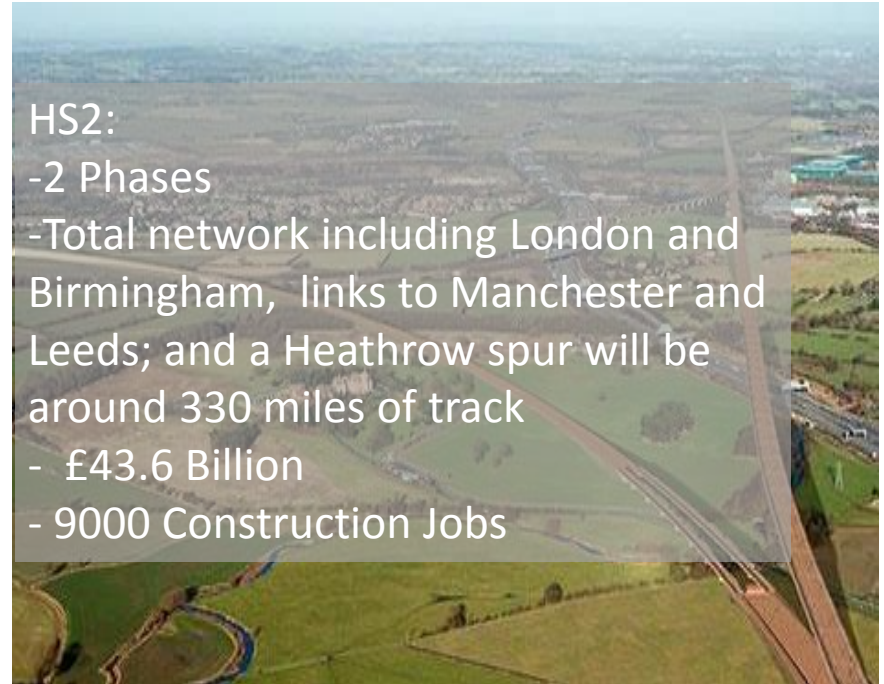 HS2:
-2 Phases
-Total network including London and
Birmingham,  links to Manchester and
Leeds; and a Heathrow spur will be
around 330 miles of track
-  £43.6 Billion
- 9000 Construction Jobs